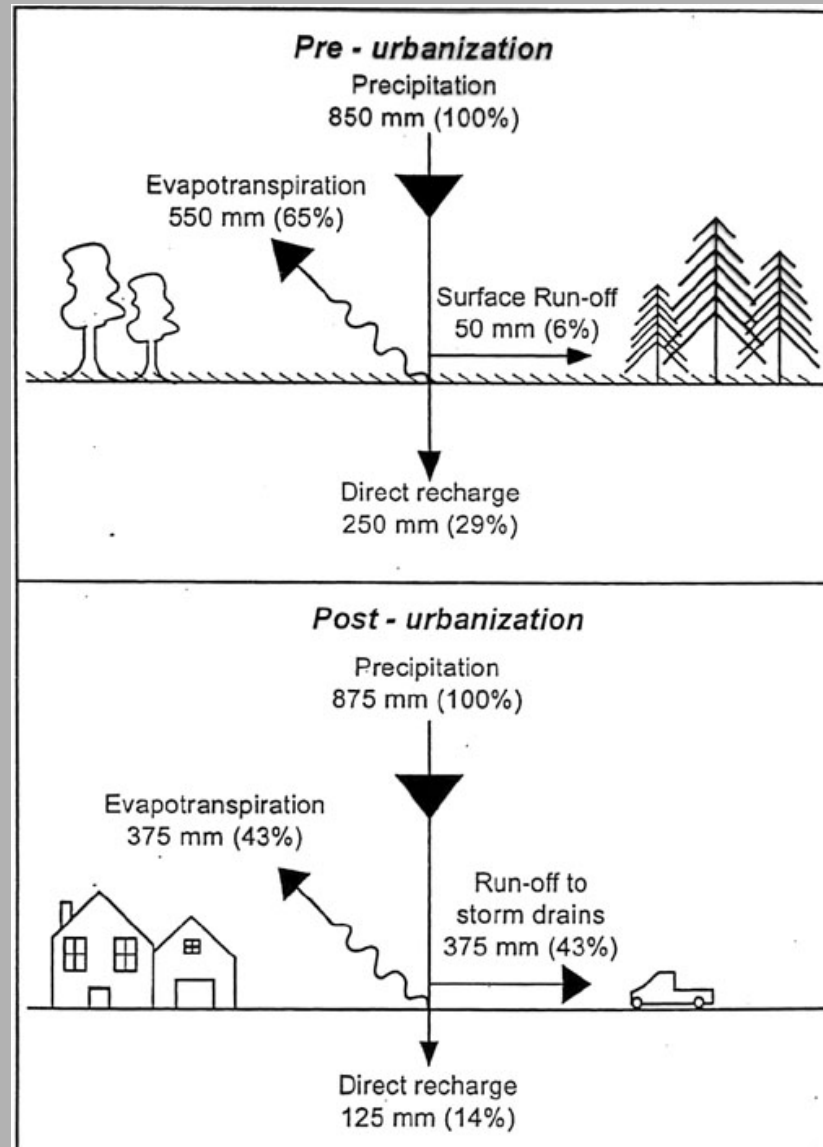 Pre - urbanization
Precipitation
850 mm (100%)
Evapotranspiration
550 mm (65%)
Surface Run-off
50 mm (6%)
Direct recharge
250 mm (29%)
Post - urbanization
Precipitation
875 mm (100%)
Evapotranspiration
375 mm (43%)
Run-off to
storm drains
375 mm (43%)
Direct recharge
125 mm (14%)